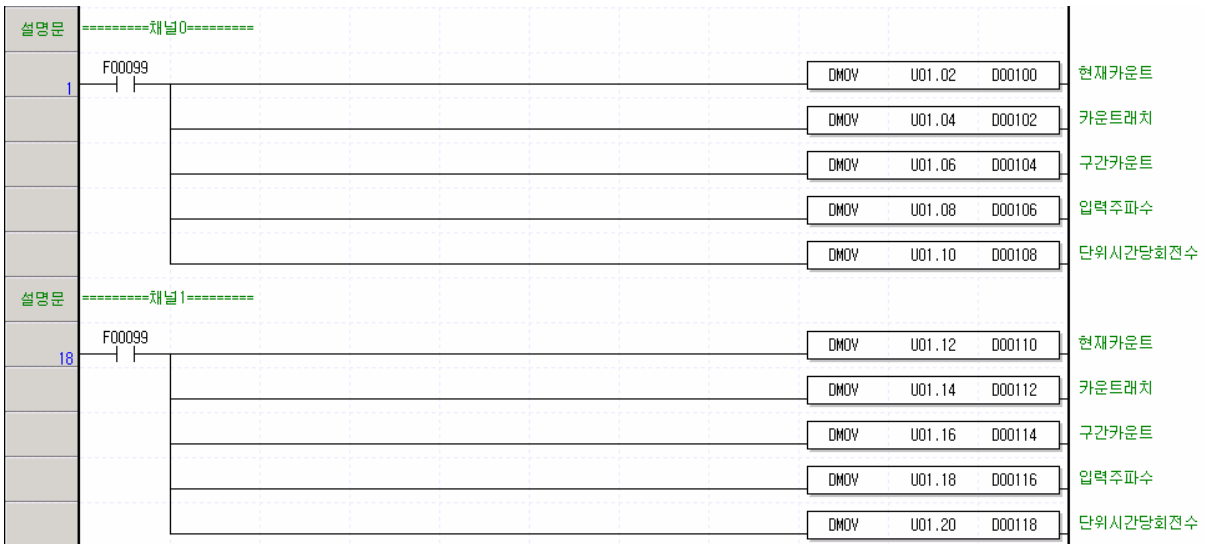 설명문 =========채널0=========
F00099
1 DMOV U01.02 D00100 현재카운트
DMOV U01.04 D00102 카운트래치
DMOV U01.06 D00104 구간카운트
DMOV U01.08 D00106 입력주파수
DMOV U01.10 D00108 단위시간당회전수
설명문 =========채널1=========
F00099
18 DMOV U01.12 D00110 현재카운트
DMOV U01.14 D00112 카운트래치
DMOV U01.16 D00114 구간카운트
DMOV U01.18 D00116 입력주파수
DMOV U01.20 D00118 단위시간당회전수